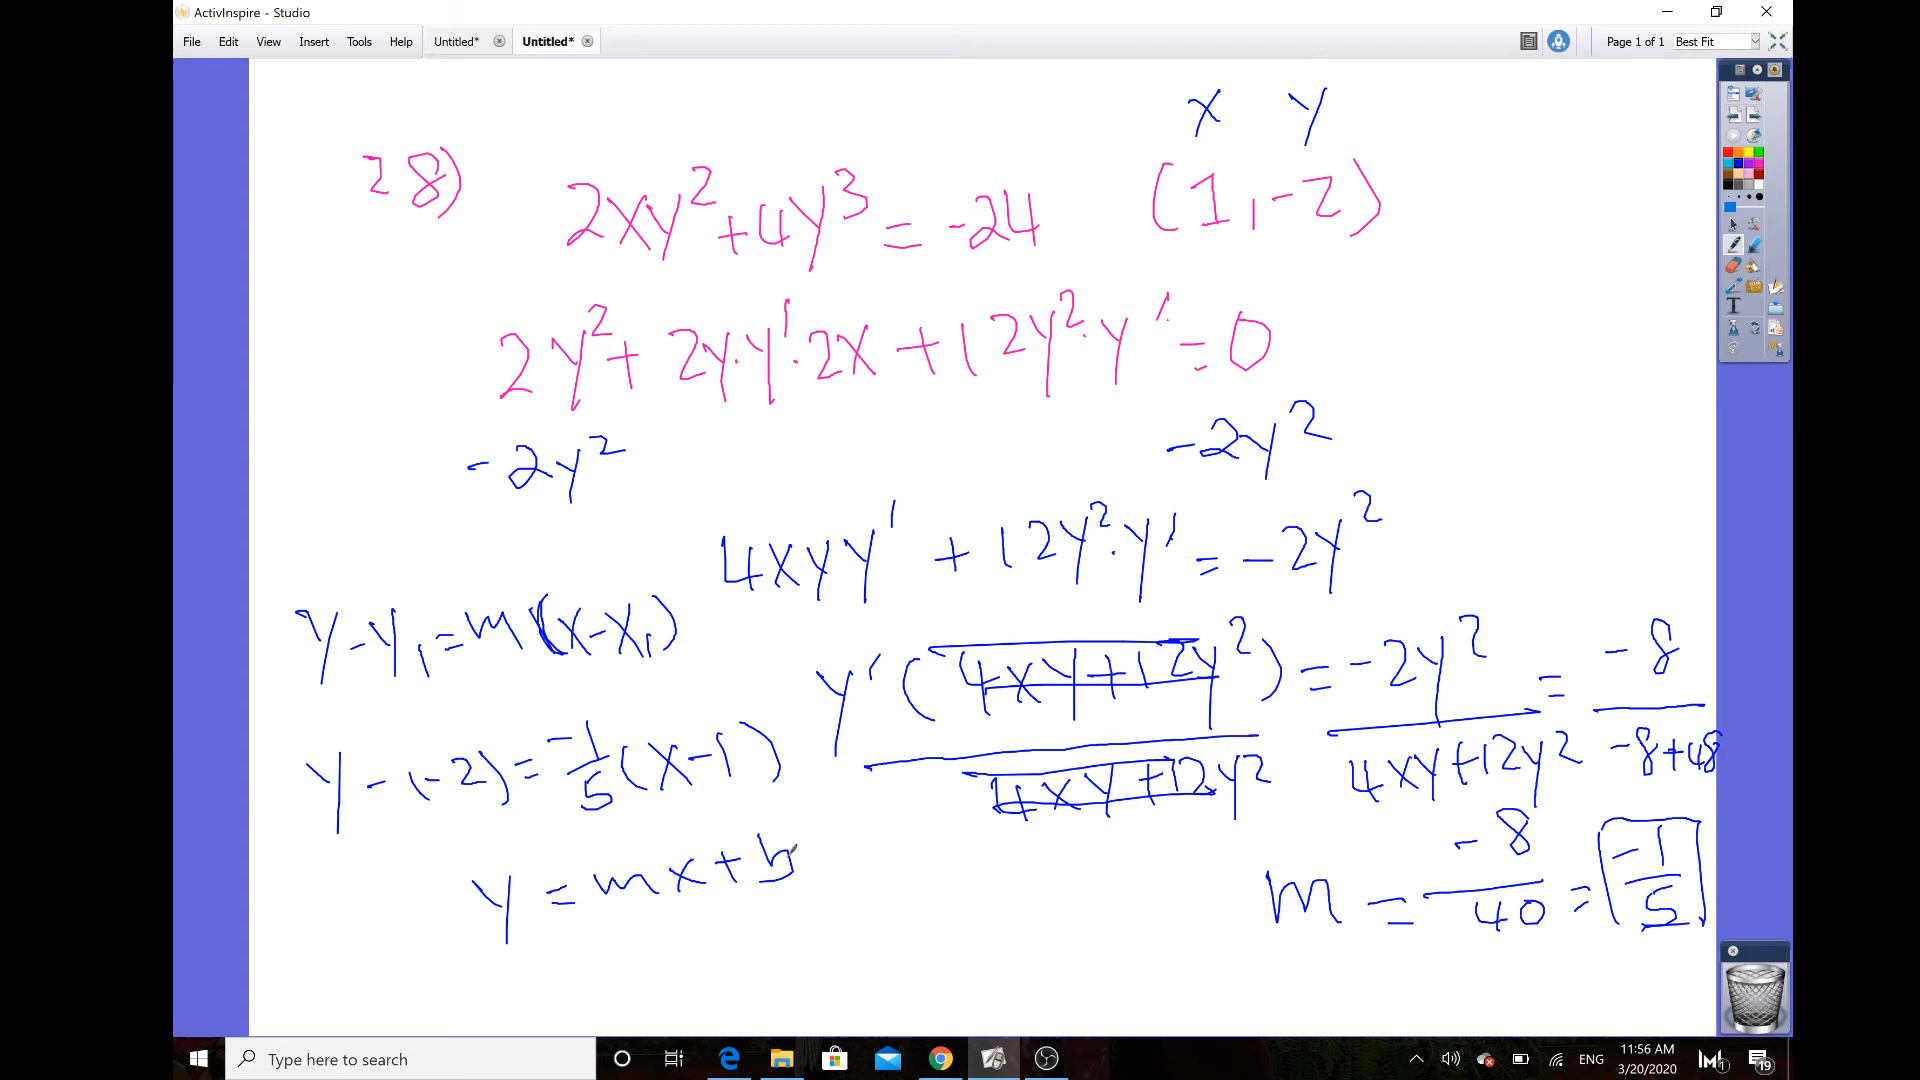 ActivInspire - Studio
File Edit View Insert Tools Help Untitled* Untitled* Page 1 of 1 Best Fit
x y
28) 2xy² + 4y³ = -24 (1, -2)
2y² + 2y·y'·2x + 12y²·y' = 0
-2y² -2y²
4xyy' + 12y²·y' = -2y²
y - y₁ = m(x - x₁)
y'(4xy + 12y²) / 4xy + 12y² = -2y² / 4xy + 12y² = -8 / -8+48
y - (-2) = -1/5 (x - 1)
y = mx + b
m = -8/40 = -1/5
Type here to search
ENG
11:56 AM
3/20/2020
19